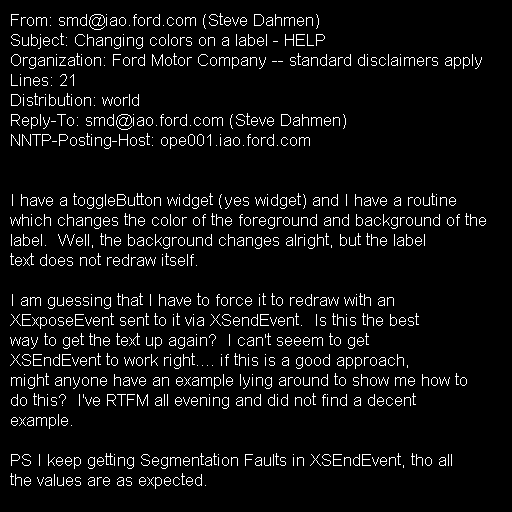 From: smd@iao.ford.com (Steve Dahmen)
Subject: Changing colors on a label - HELP
Organization: Ford Motor Company -- standard disclaimers apply
Lines: 21
Distribution: world
Reply-To: smd@iao.ford.com (Steve Dahmen)
NNTP-Posting-Host: ope001.iao.ford.com

I have a toggleButton widget (yes widget) and I have a routine
which changes the color of the foreground and background of the
label.  Well, the background changes alright, but the label
text does not redraw itself.

I am guessing that I have to force it to redraw with an
XExposeEvent sent to it via XSendEvent.  Is this the best
way to get the text up again?  I can't seeem to get
XSEndEvent to work right.... if this is a good approach,
might anyone have an example lying around to show me how to
do this?  I've RTFM all evening and did not find a decent
example.

PS I keep getting Segmentation Faults in XSEndEvent, tho all
the values are as expected.